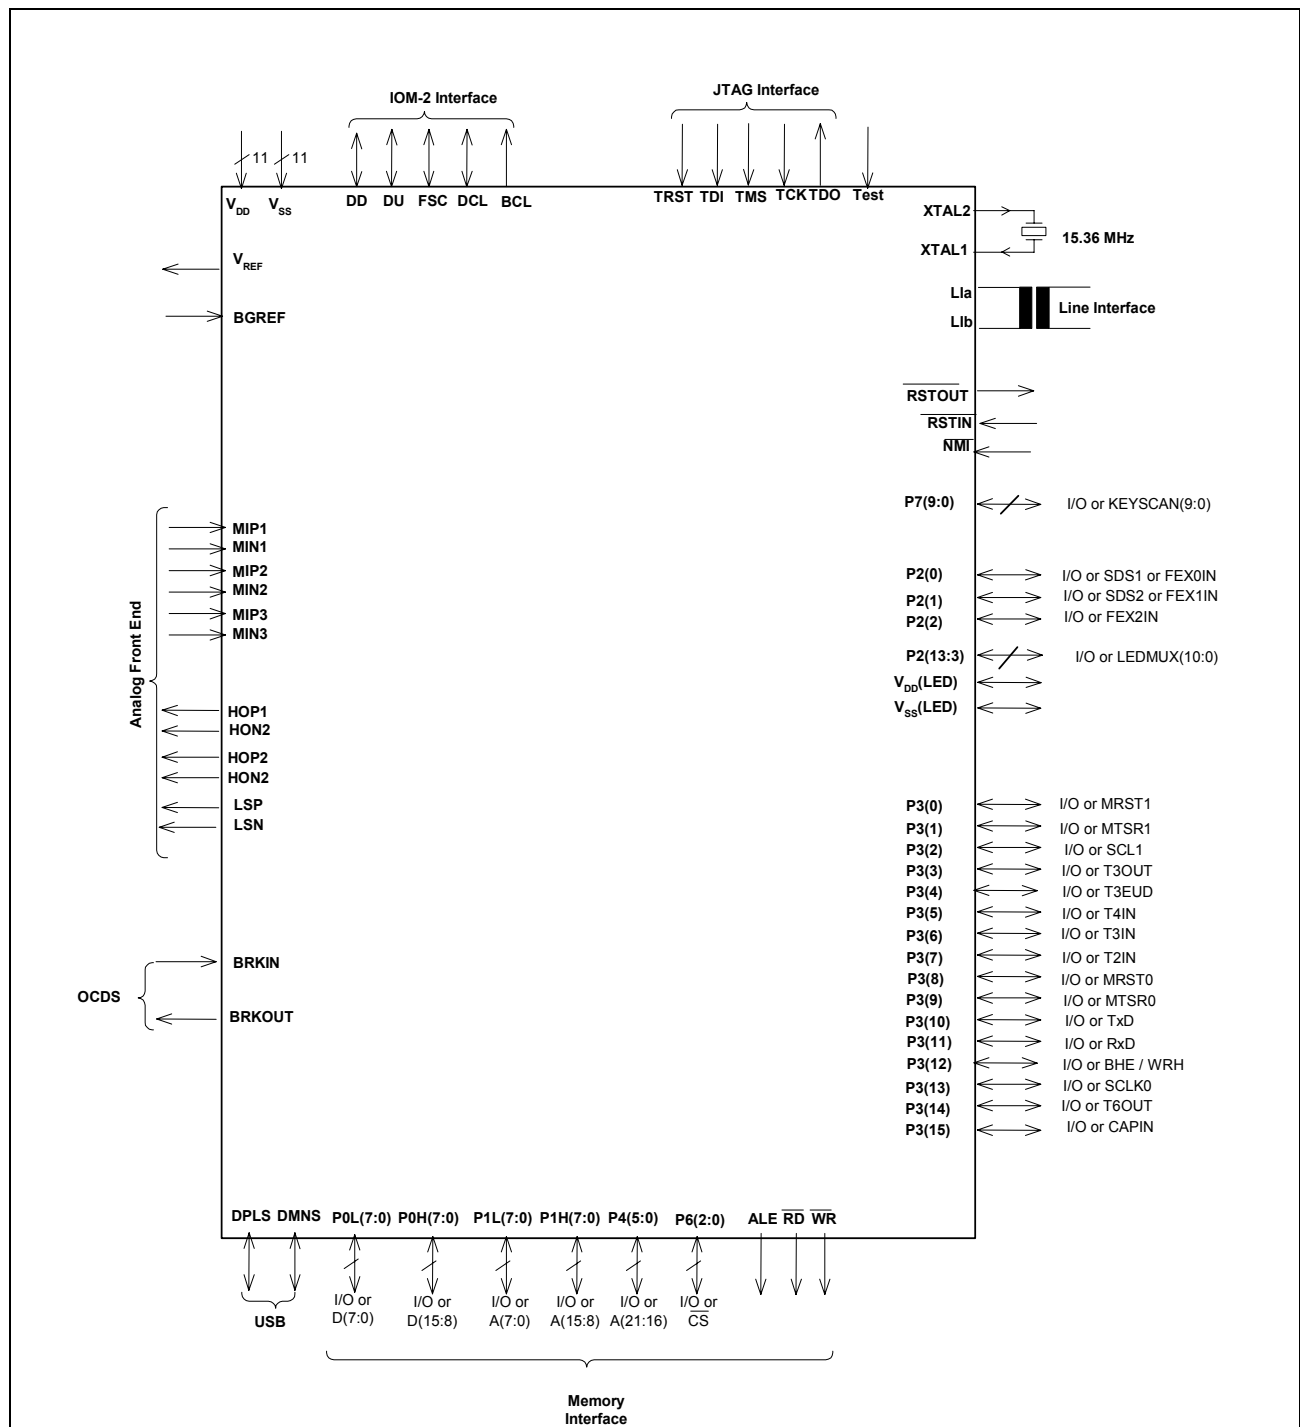 IOM-2 Interface
JTAG Interface
11
11
V_DD
V_SS
DD
DU
FSC
DCL
BCL
TRST
TDI
TMS
TCK
TDO
Test
XTAL2
XTAL1
15.36 MHz
V_REF
BGREF
LIa
LIb
Line Interface
RSTOUT
RSTIN
NMI
P7(9:0)
I/O or KEYSCAN(9:0)
Analog Front End
MIP1
MIN1
MIP2
MIN2
MIP3
MIN3
HOP1
HON2
HOP2
HON2
LSP
LSN
P2(0)
I/O or SDS1 or FEX0IN
P2(1)
I/O or SDS2 or FEX1IN
P2(2)
I/O or FEX2IN
P2(13:3)
I/O or LEDMUX(10:0)
V_DD(LED)
V_SS(LED)
P3(0)
I/O or MRST1
P3(1)
I/O or MTSR1
P3(2)
I/O or SCL1
P3(3)
I/O or T3OUT
P3(4)
I/O or T3EUD
P3(5)
I/O or T4IN
P3(6)
I/O or T3IN
P3(7)
I/O or T2IN
P3(8)
I/O or MRST0
P3(9)
I/O or MTSR0
P3(10)
I/O or TxD
P3(11)
I/O or RxD
P3(12)
I/O or BHE / WRH
P3(13)
I/O or SCLK0
P3(14)
I/O or T6OUT
P3(15)
I/O or CAPIN
OCDS
BRKIN
BRKOUT
DPLS
DMNS
P0L(7:0)
P0H(7:0)
P1L(7:0)
P1H(7:0)
P4(5:0)
P6(2:0)
ALE
RD
WR
USB
I/O or
D(7:0)
I/O or
D(15:8)
I/O or
A(7:0)
I/O or
A(15:8)
I/O or
A(21:16)
I/O or
CS
Memory
Interface